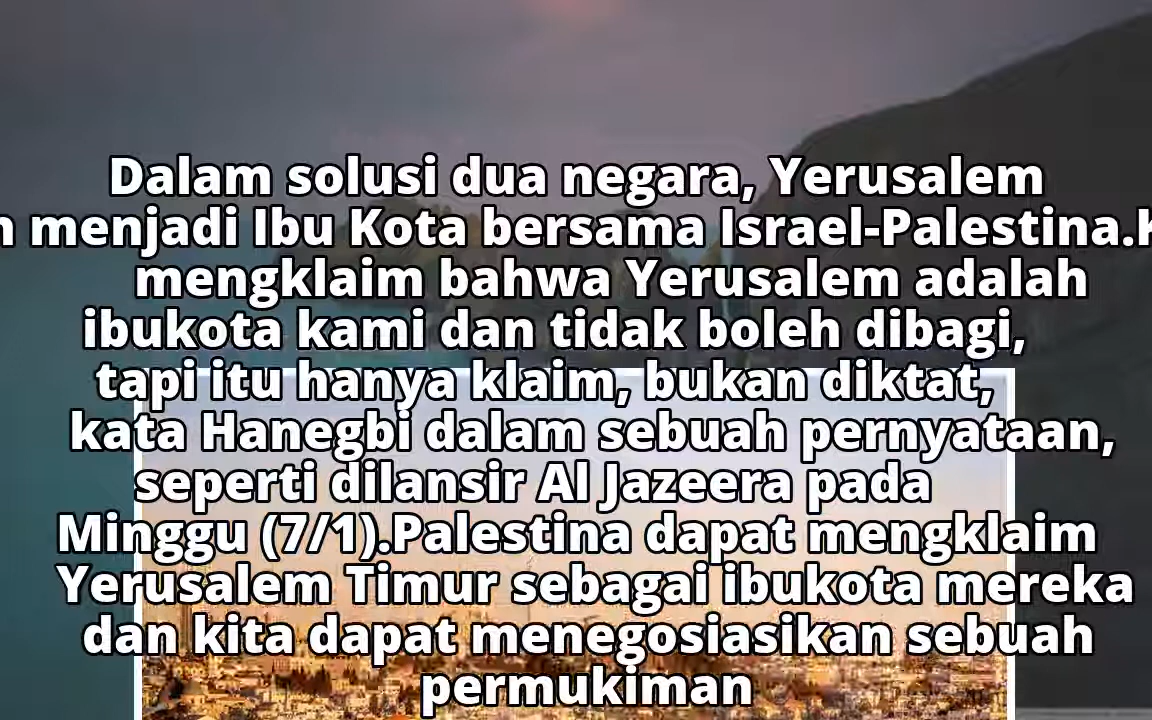 Dalam solusi dua negara, Yerusalem
menjadi Ibu Kota bersama Israel-Palestina.
mengklaim bahwa Yerusalem adalah
ibukota kami dan tidak boleh dibagi,
tapi itu hanya klaim, bukan diktat,
kata Hanegbi dalam sebuah pernyataan,
seperti dilansir Al Jazeera pada
Minggu (7/1).Palestina dapat mengklaim
Yerusalem Timur sebagai ibukota mereka
dan kita dapat menegosiasikan sebuah
permukiman